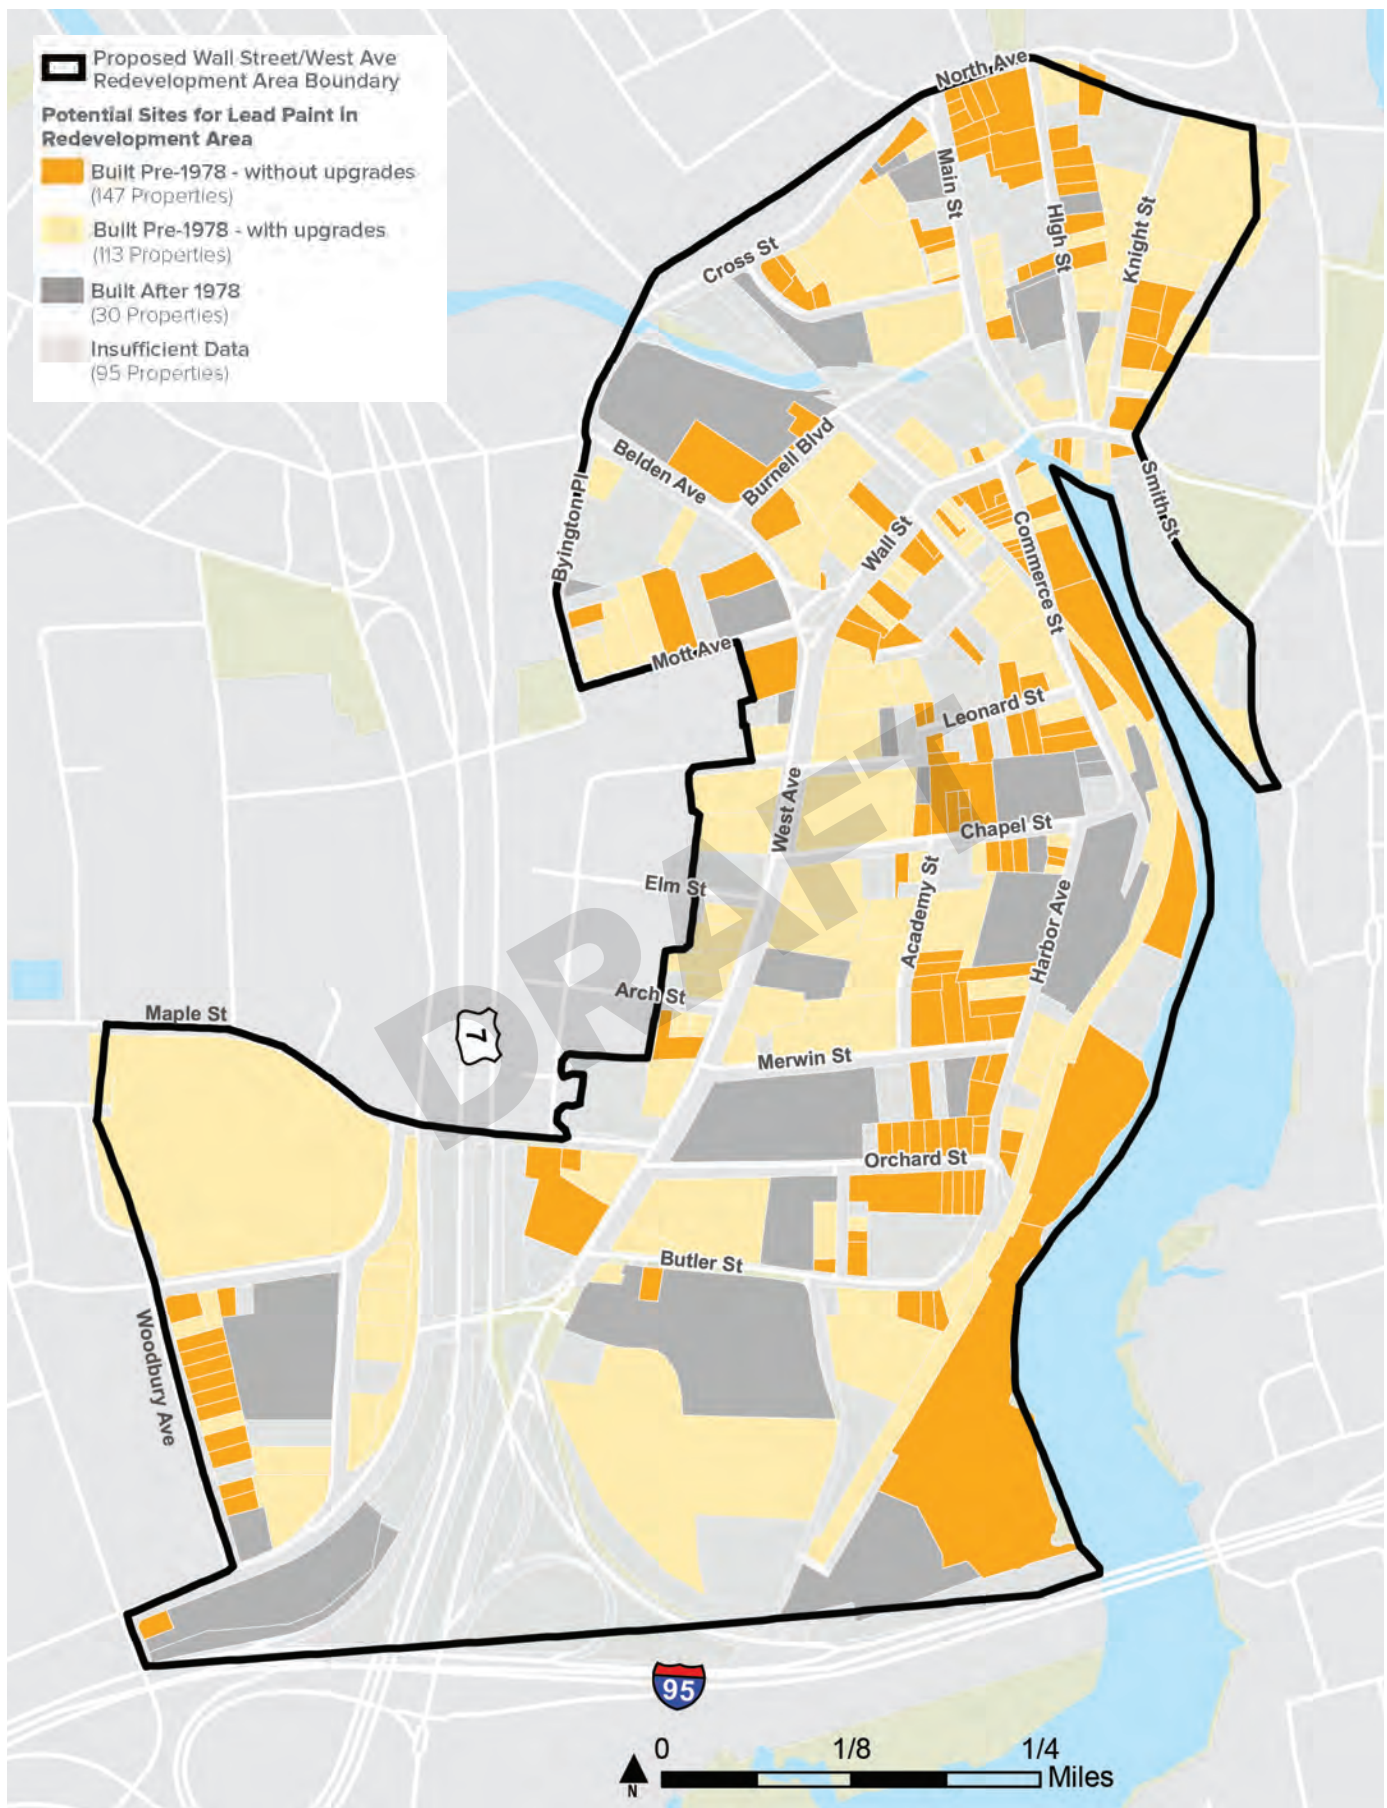 Proposed Wall Street/West Ave
Redevelopment Area Boundary
Potential Sites for Lead Paint in
Redevelopment Area
Built Pre-1978 - without upgrades
(147 Properties)
Built Pre-1978 - with upgrades
(113 Properties)
Built After 1978
(30 Properties)
Insufficient Data
(95 Properties)
North Ave
Main St
High St
Knight St
Cross St
Belden Ave
Burnell Blvd
Byington Pl
Wall St
Commerce St
Smith St
Mott Ave
Leonard St
West Ave
Chapel St
Elm St
Academy St
Harbor Ave
Arch St
Maple St
7
Merwin St
Orchard St
Butler St
Woodbury Ave
DRAFT
95
0 1/8 1/4
Miles
N